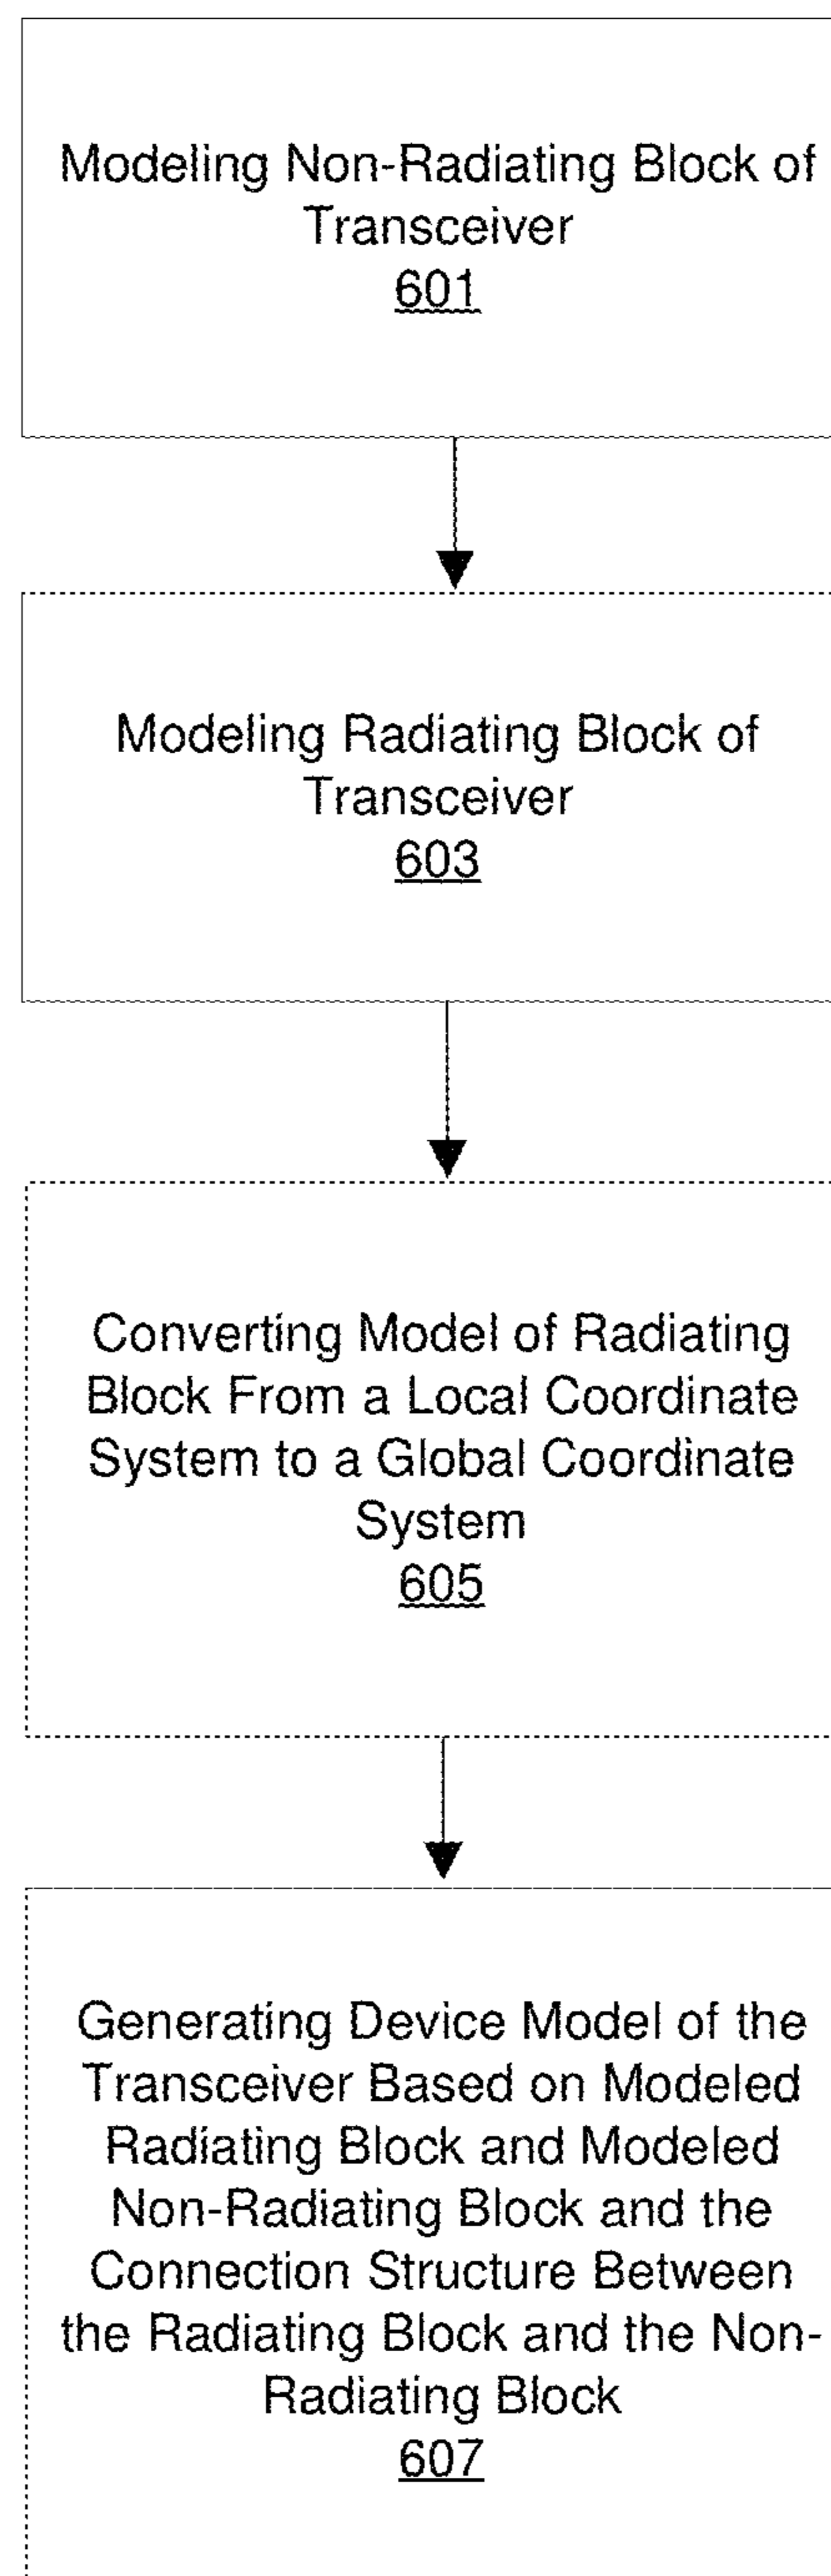 Modeling Non-Radiating Block of
Transceiver
601
Modeling Radiating Block of
Transceiver
603
Converting Model of Radiating
Block From a Local Coordinate
System to a Global Coordinate
System
605
Generating Device Model of the
Transceiver Based on Modeled
Radiating Block and Modeled
Non-Radiating Block and the
Connection Structure Between
the Radiating Block and the Non-
Radiating Block
607